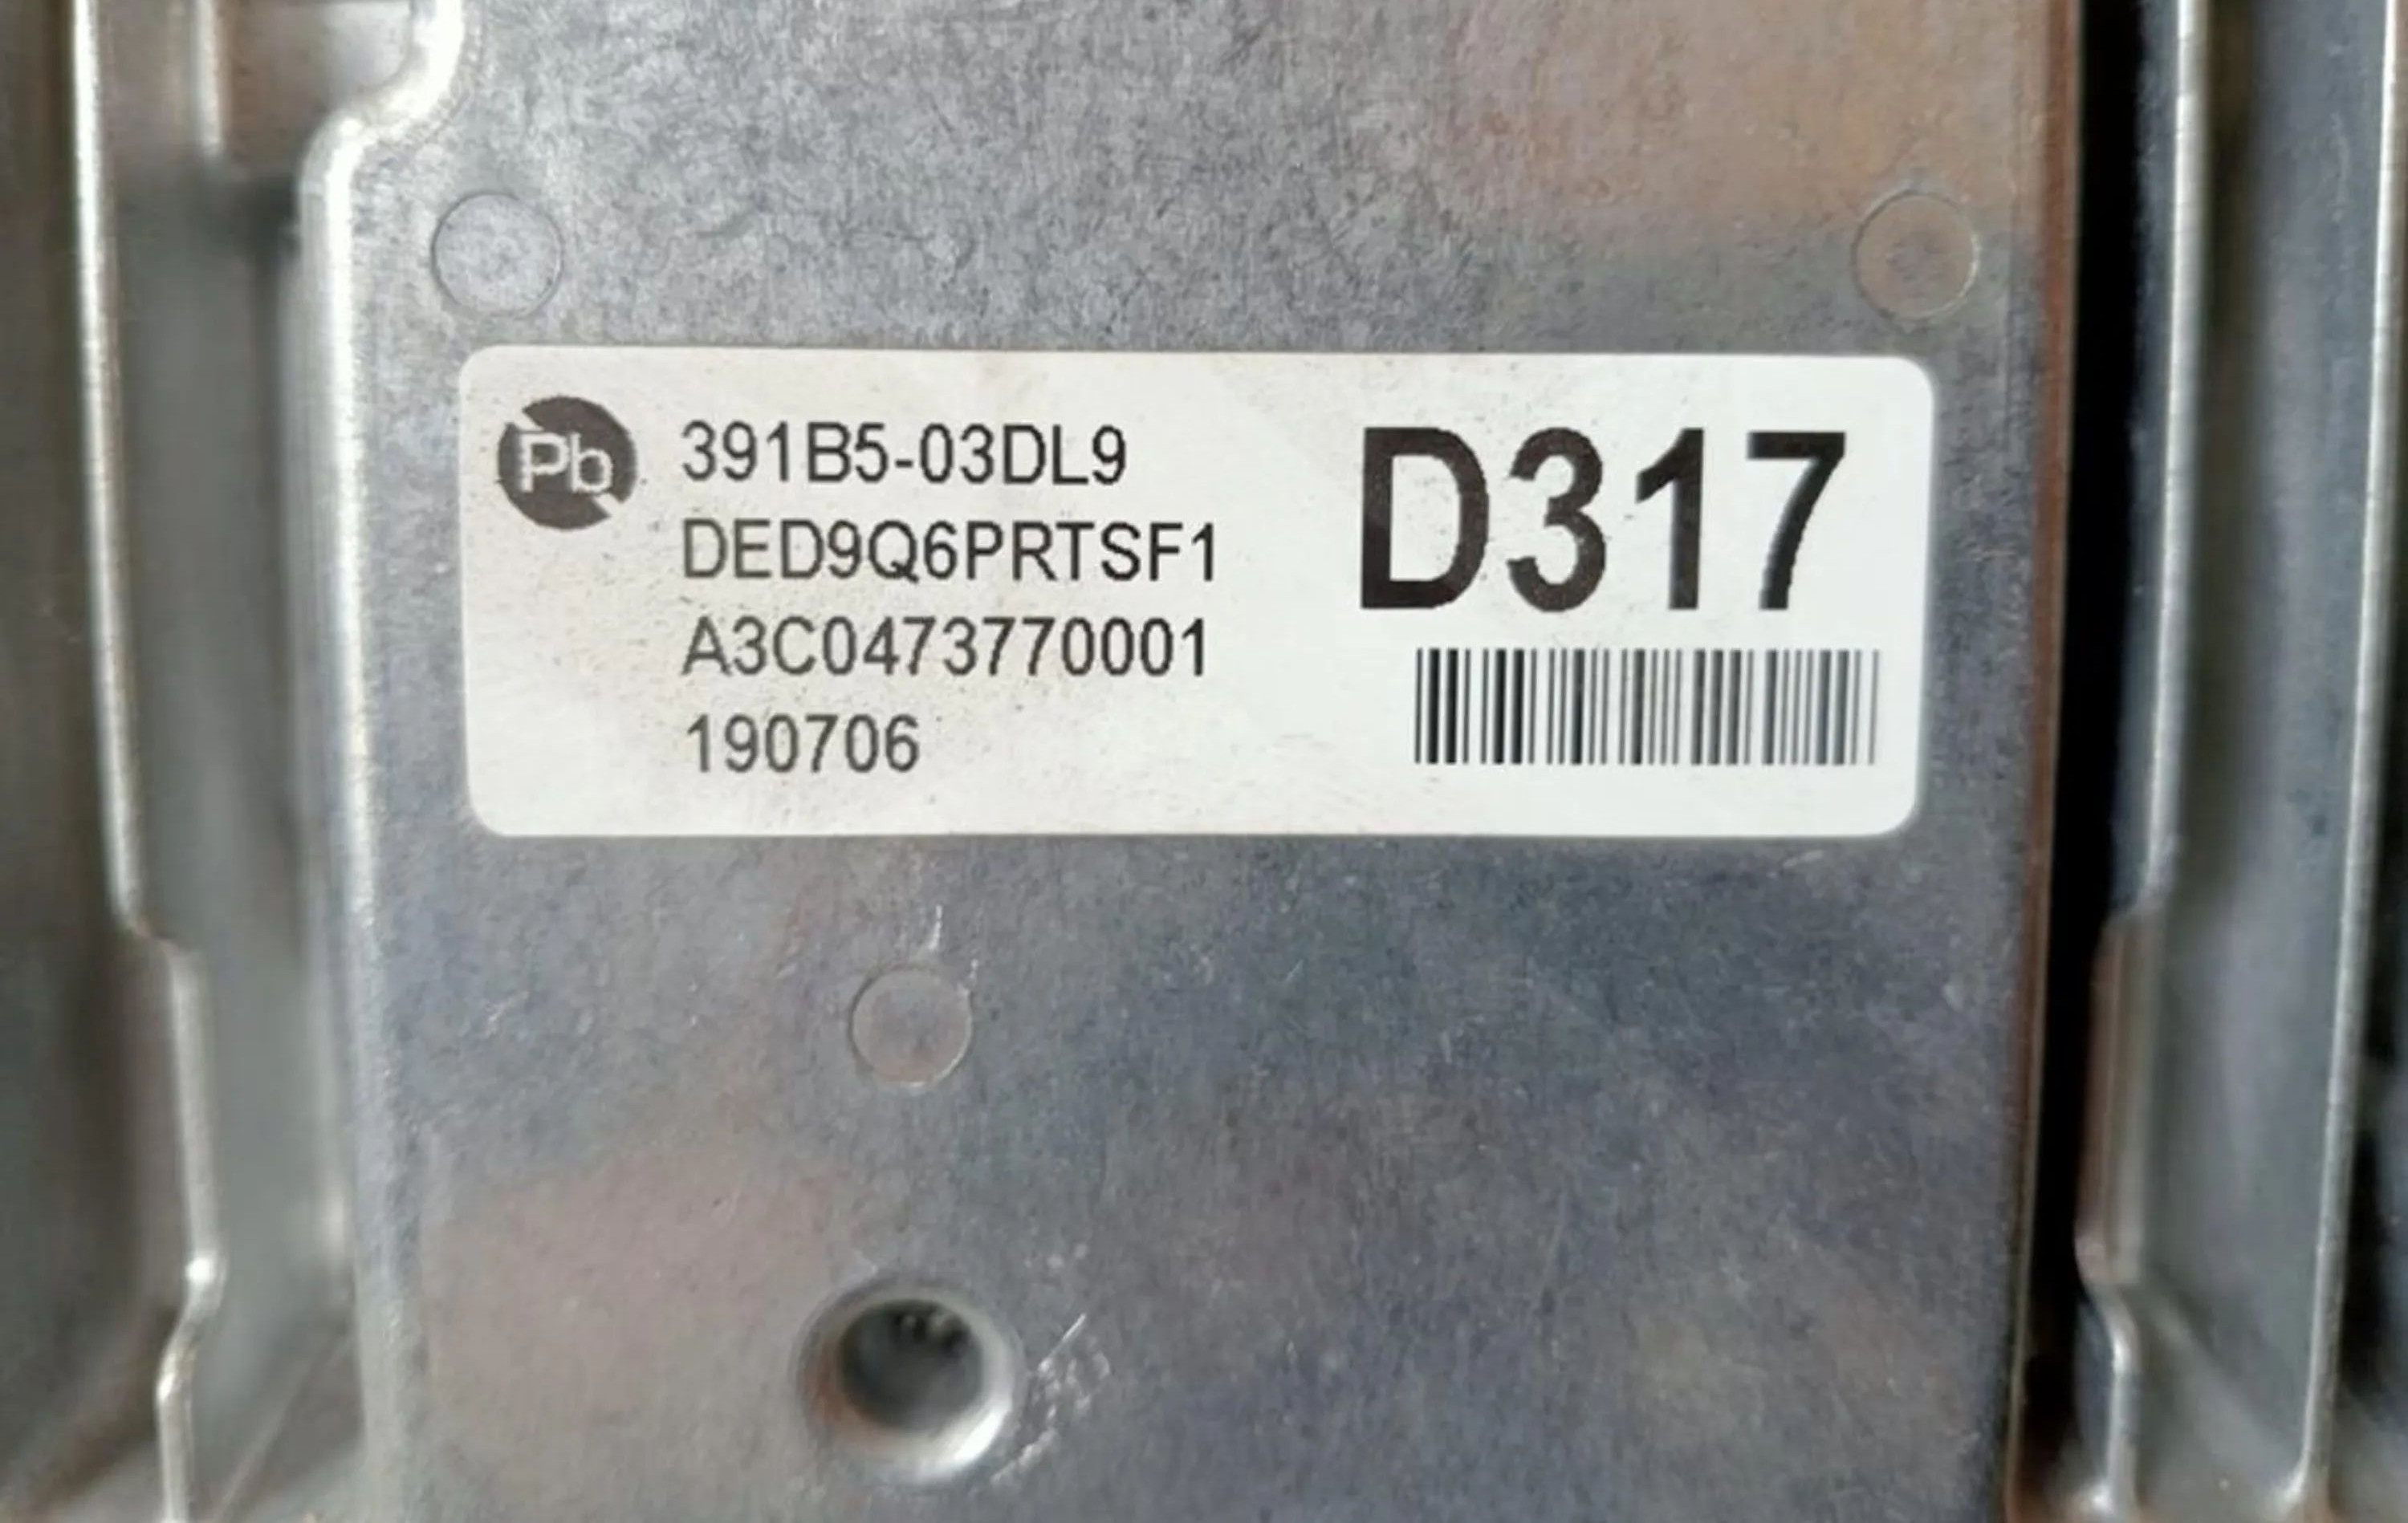 Pb
391B5-03DL9
DED9Q6PRTSF1
A3C0473770001
190706
D317